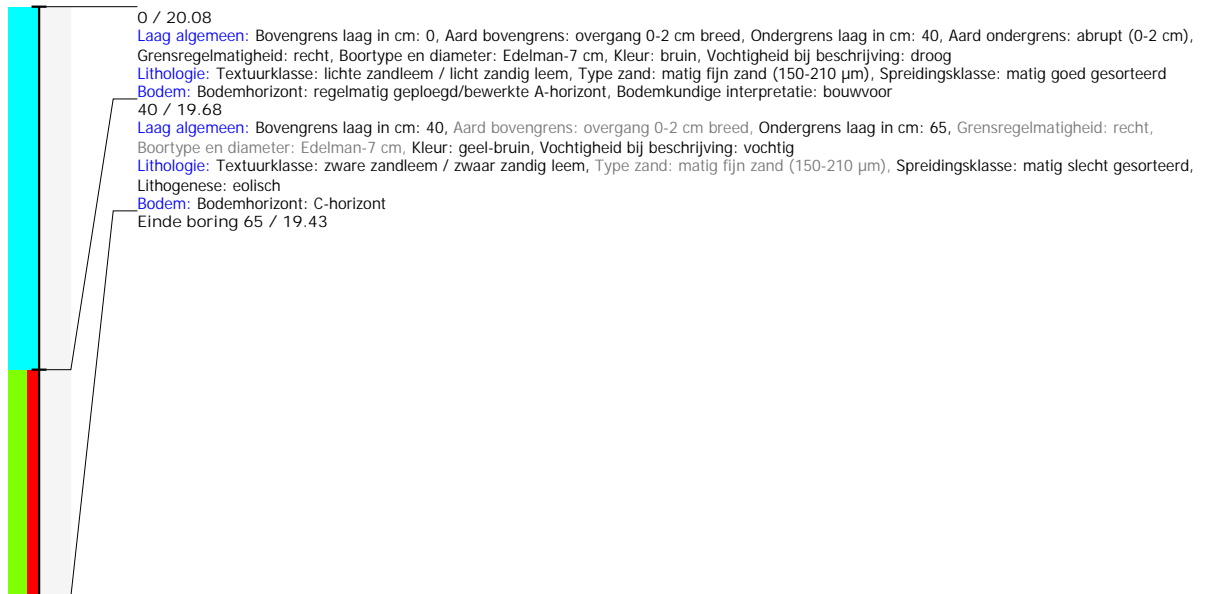 0 / 20.08
Laag algemeen: Bovengrens laag in cm: 0, Aard bovengrens: overgang 0-2 cm breed, Ondergrens laag in cm: 40, Aard ondergrens: abrupt (0-2 cm),
Grensregelmatigheid: recht, Boortype en diameter: Edelman-7 cm, Kleur: bruin, Vochtigheid bij beschrijving: droog
Lithologie: Textuurklasse: lichte zandleem / licht zandig leem, Type zand: matig fijn zand (150-210 µm), Spreidingsklasse: matig goed gesorteerd
Bodem: Bodemhorizont: regelmatig geploegd/bewerkte A-horizont, Bodemkundige interpretatie: bouwvoor
40 / 19.68
Laag algemeen: Bovengrens laag in cm: 40, Aard bovengrens: overgang 0-2 cm breed, Ondergrens laag in cm: 65, Grensregelmatigheid: recht,
Boortype en diameter: Edelman-7 cm, Kleur: geel-bruin, Vochtigheid bij beschrijving: vochtig
Lithologie: Textuurklasse: zware zandleem / zwaar zandig leem, Type zand: matig fijn zand (150-210 µm), Spreidingsklasse: matig slecht gesorteerd,
Lithogenese: eolisch
Bodem: Bodemhorizont: C-horizont
Einde boring 65 / 19.43